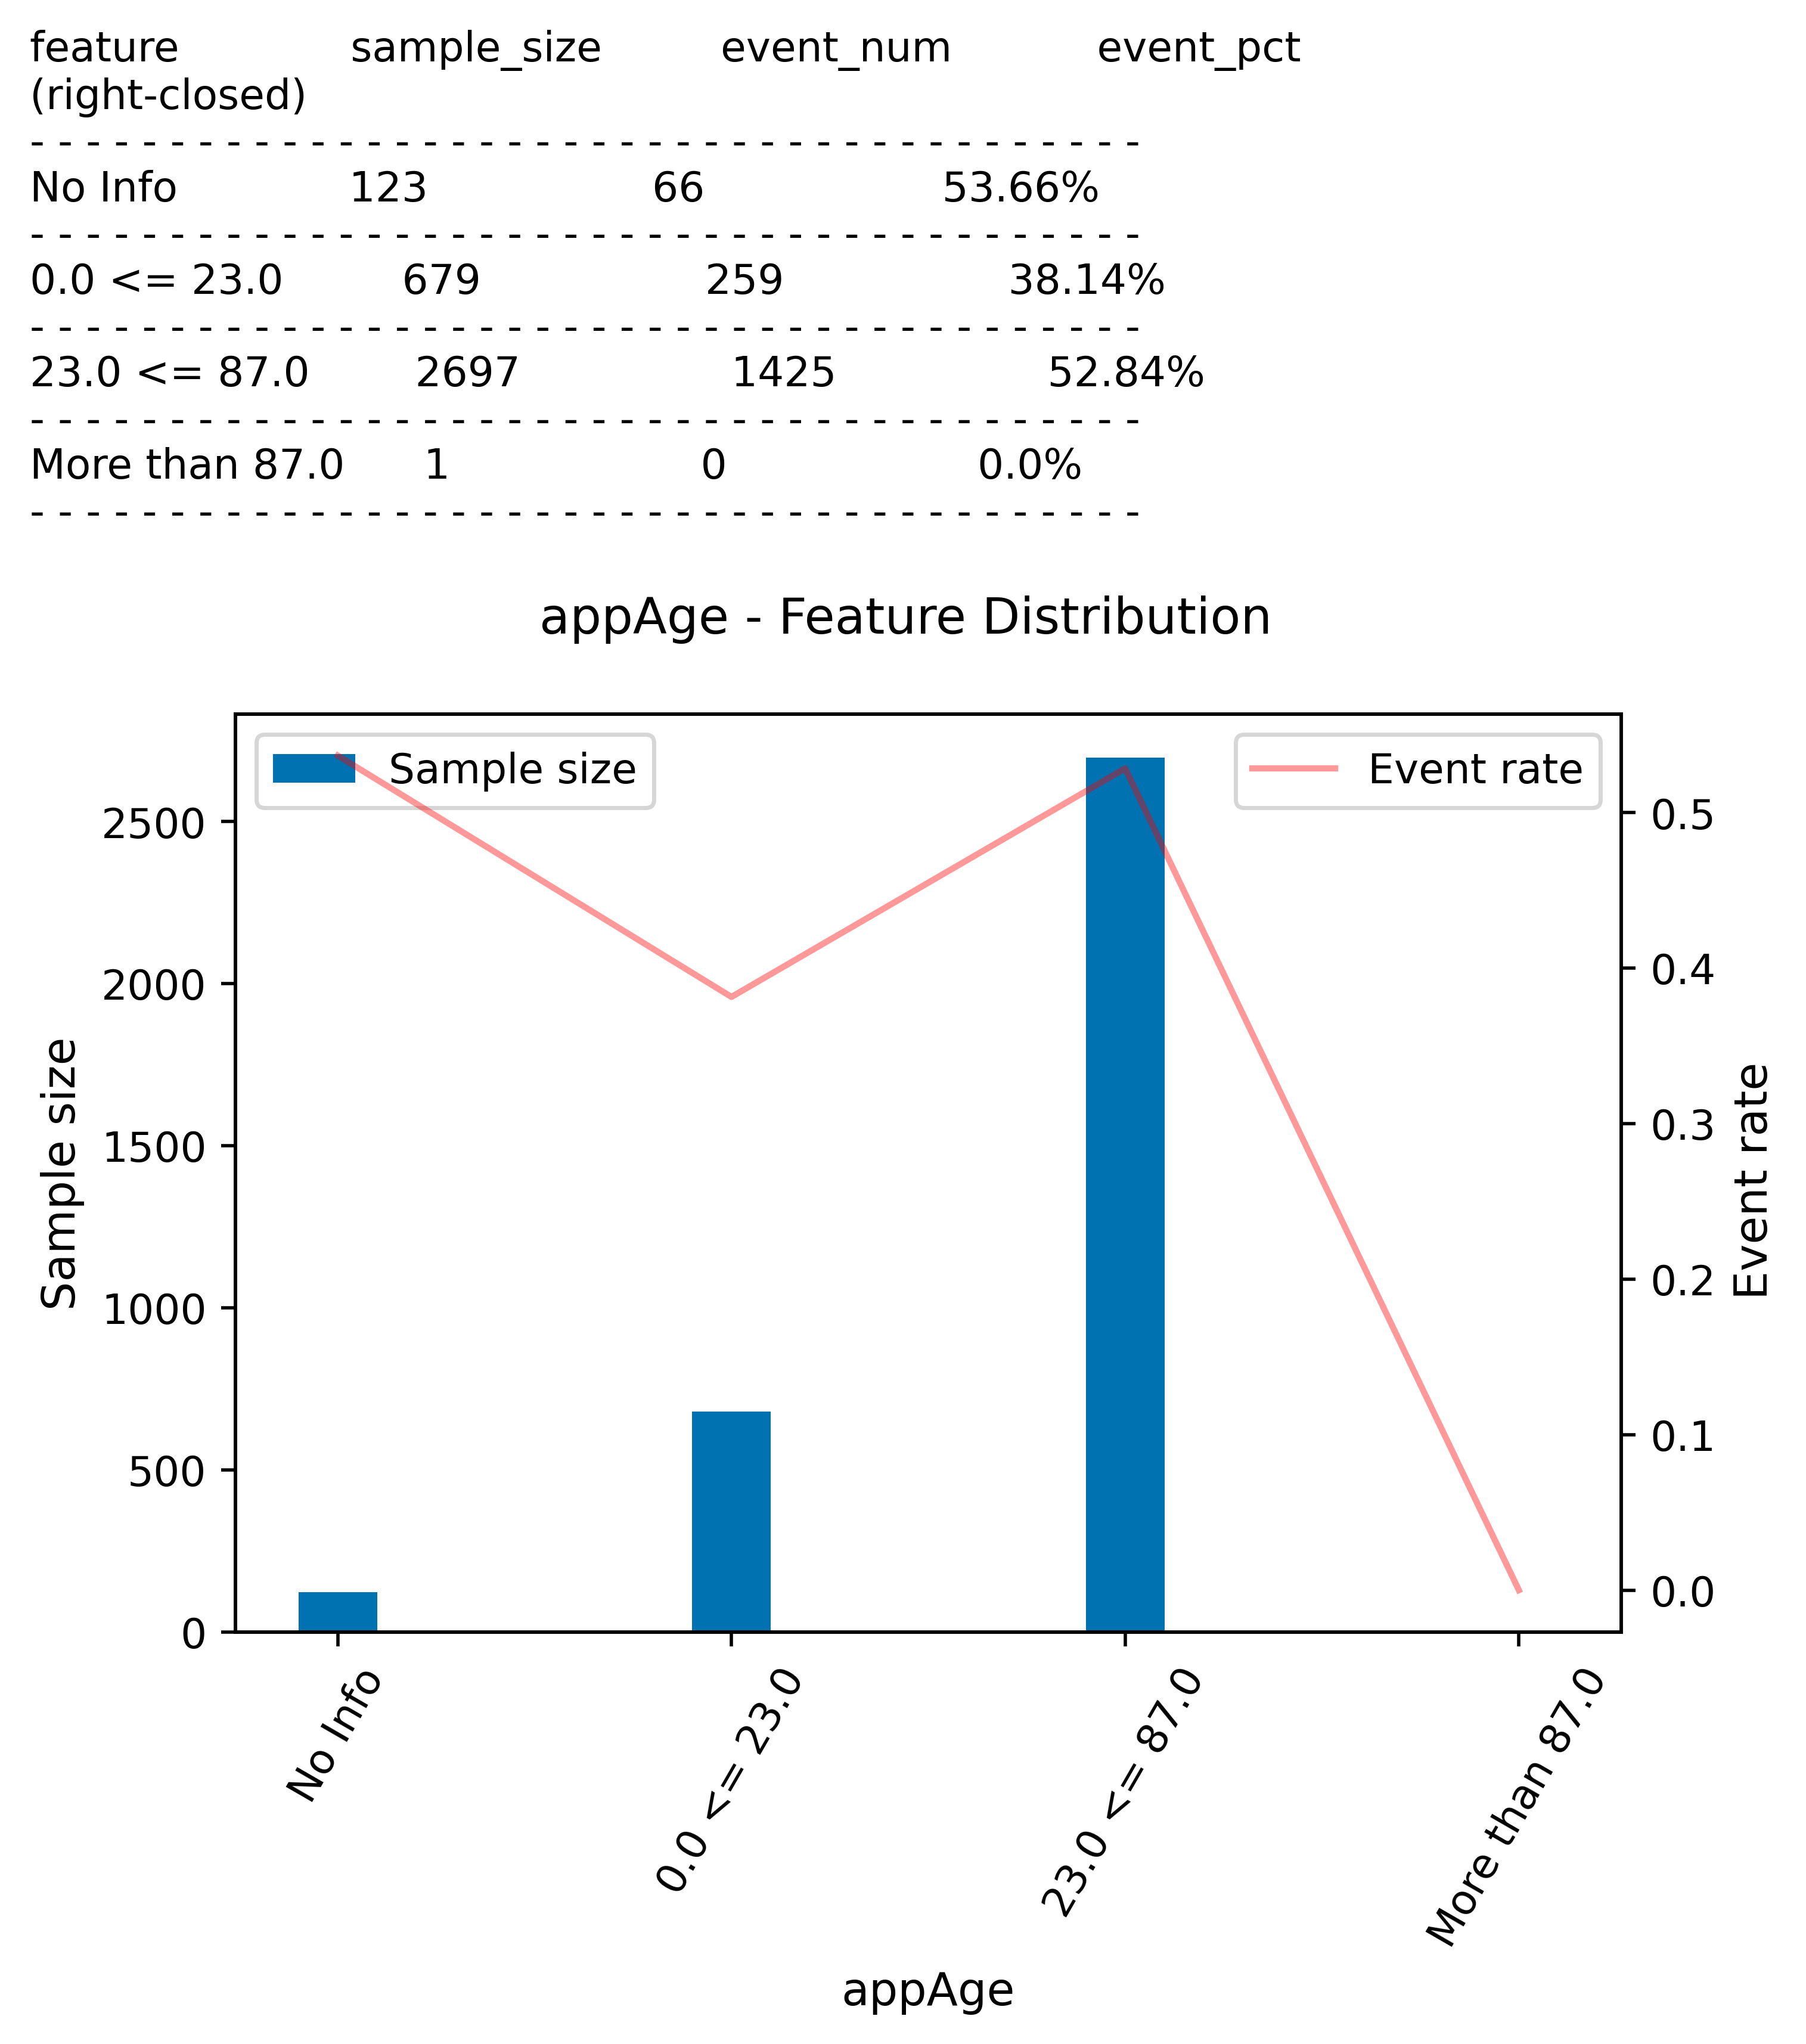 feature sample_size event_num event_pct
(right-closed)
- - - - - - - - - - - - - - - - - - - - - - - - - - - - - - - - - - - - - - - -
No Info 123 66 53.66%
- - - - - - - - - - - - - - - - - - - - - - - - - - - - - - - - - - - - - - - -
0.0 <= 23.0 679 259 38.14%
- - - - - - - - - - - - - - - - - - - - - - - - - - - - - - - - - - - - - - - -
23.0 <= 87.0 2697 1425 52.84%
- - - - - - - - - - - - - - - - - - - - - - - - - - - - - - - - - - - - - - - -
More than 87.0 1 0 0.0%
- - - - - - - - - - - - - - - - - - - - - - - - - - - - - - - - - - - - - - - -
appAge - Feature Distribution
Sample size
Event rate
2500
2000
1500
1000
500
0
Sample size
0.5
0.4
0.3
0.2
0.1
0.0
Event rate
No Info
0.0 <= 23.0
23.0 <= 87.0
More than 87.0
appAge